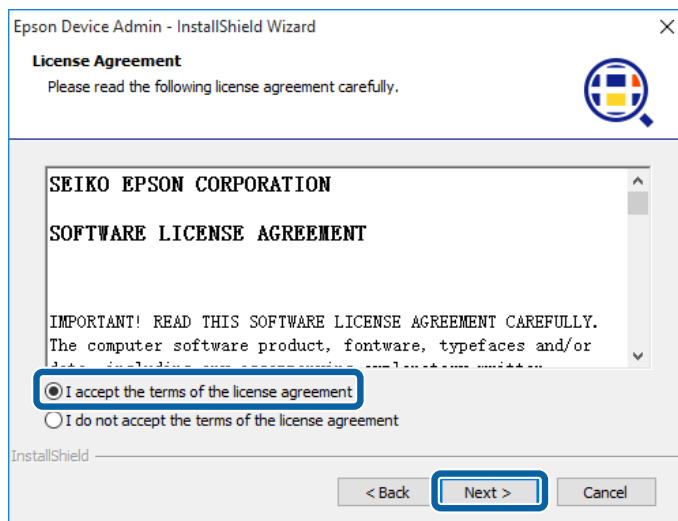 Epson Device Admin - InstallShield Wizard
License Agreement
Please read the following license agreement carefully.
SEIKO EPSON CORPORATION
SOFTWARE LICENSE AGREEMENT
IMPORTANT! READ THIS SOFTWARE LICENSE AGREEMENT CAREFULLY.
The computer software product, fontware, typefaces and/or
I accept the terms of the license agreement
I do not accept the terms of the license agreement
InstallShield
< Back
Next >
Cancel